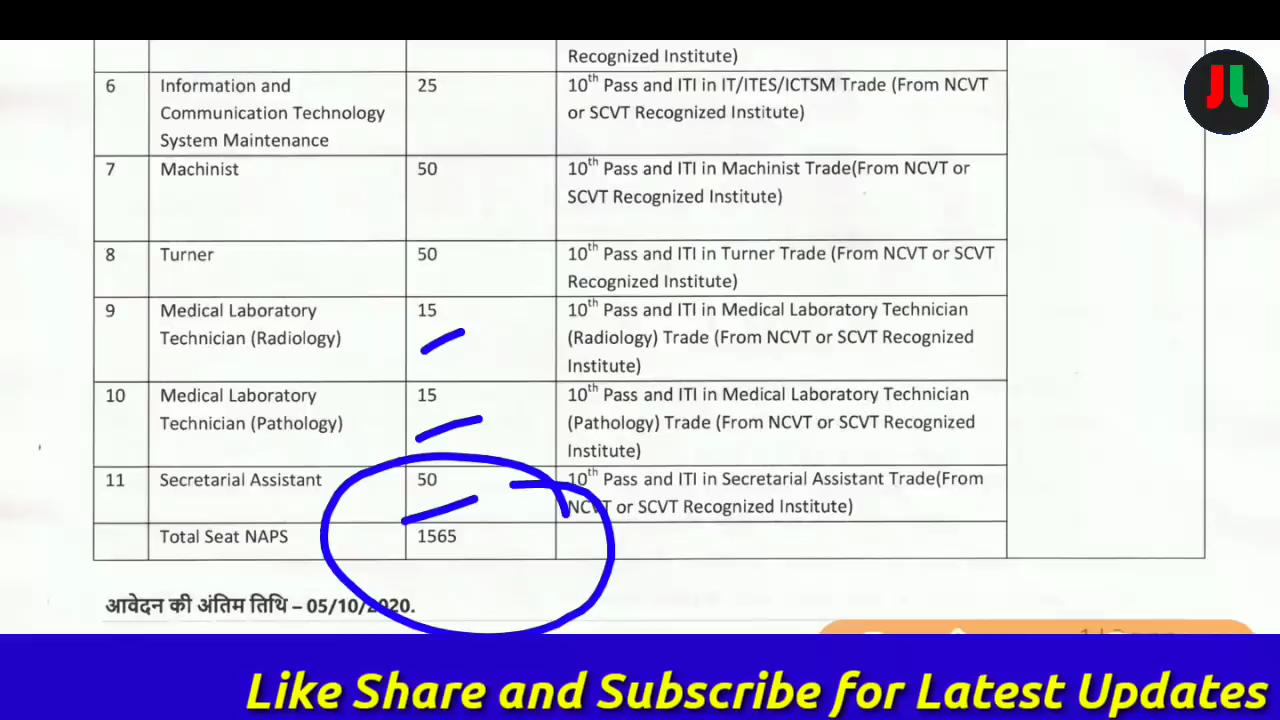 Recognized Institute)
6 Information and 25 10th Pass and ITI in IT/ITES/ICTSM Trade (From NCVT
Communication Technology or SCVT Recognized Institute)
System Maintenance
7 Machinist 50 10th Pass and ITI in Machinist Trade(From NCVT or
SCVT Recognized Institute)
8 Turner 50 10th Pass and ITI in Turner Trade (From NCVT or SCVT
Recognized Institute)
9 Medical Laboratory 15 10th Pass and ITI in Medical Laboratory Technician
Technician (Radiology) (Radiology) Trade (From NCVT or SCVT Recognized
Institute)
10 Medical Laboratory 15 10th Pass and ITI in Medical Laboratory Technician
Technician (Pathology) (Pathology) Trade (From NCVT or SCVT Recognized
Institute)
11 Secretarial Assistant 50 10th Pass and ITI in Secretarial Assistant Trade(From
NCVT or SCVT Recognized Institute)
Total Seat NAPS 1565
आवेदन की अंतिम तिथि – 05/10/2020.
Like Share and Subscribe for Latest Updates
JL